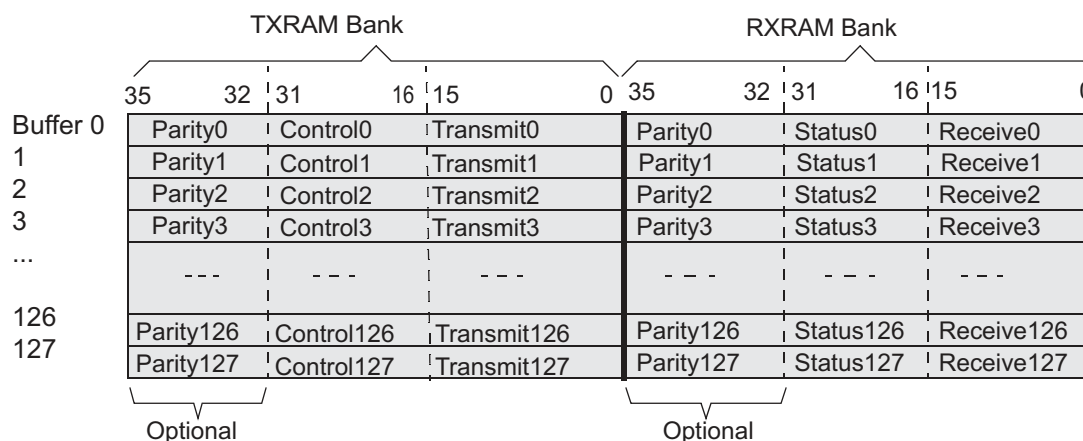 TXRAM Bank RXRAM Bank
35 32 31 16 15 0 35 32 31 16 15 0
Buffer 0 Parity0 Control0 Transmit0 Parity0 Status0 Receive0
1 Parity1 Control1 Transmit1 Parity1 Status1 Receive1
2 Parity2 Control2 Transmit2 Parity2 Status2 Receive2
3 Parity3 Control3 Transmit3 Parity3 Status3 Receive3
... - - - - - - - - - - - - - - - - - -
126 Parity126 Control126 Transmit126 Parity126 Status126 Receive126
127 Parity127 Control127 Transmit127 Parity127 Status127 Receive127
Optional Optional